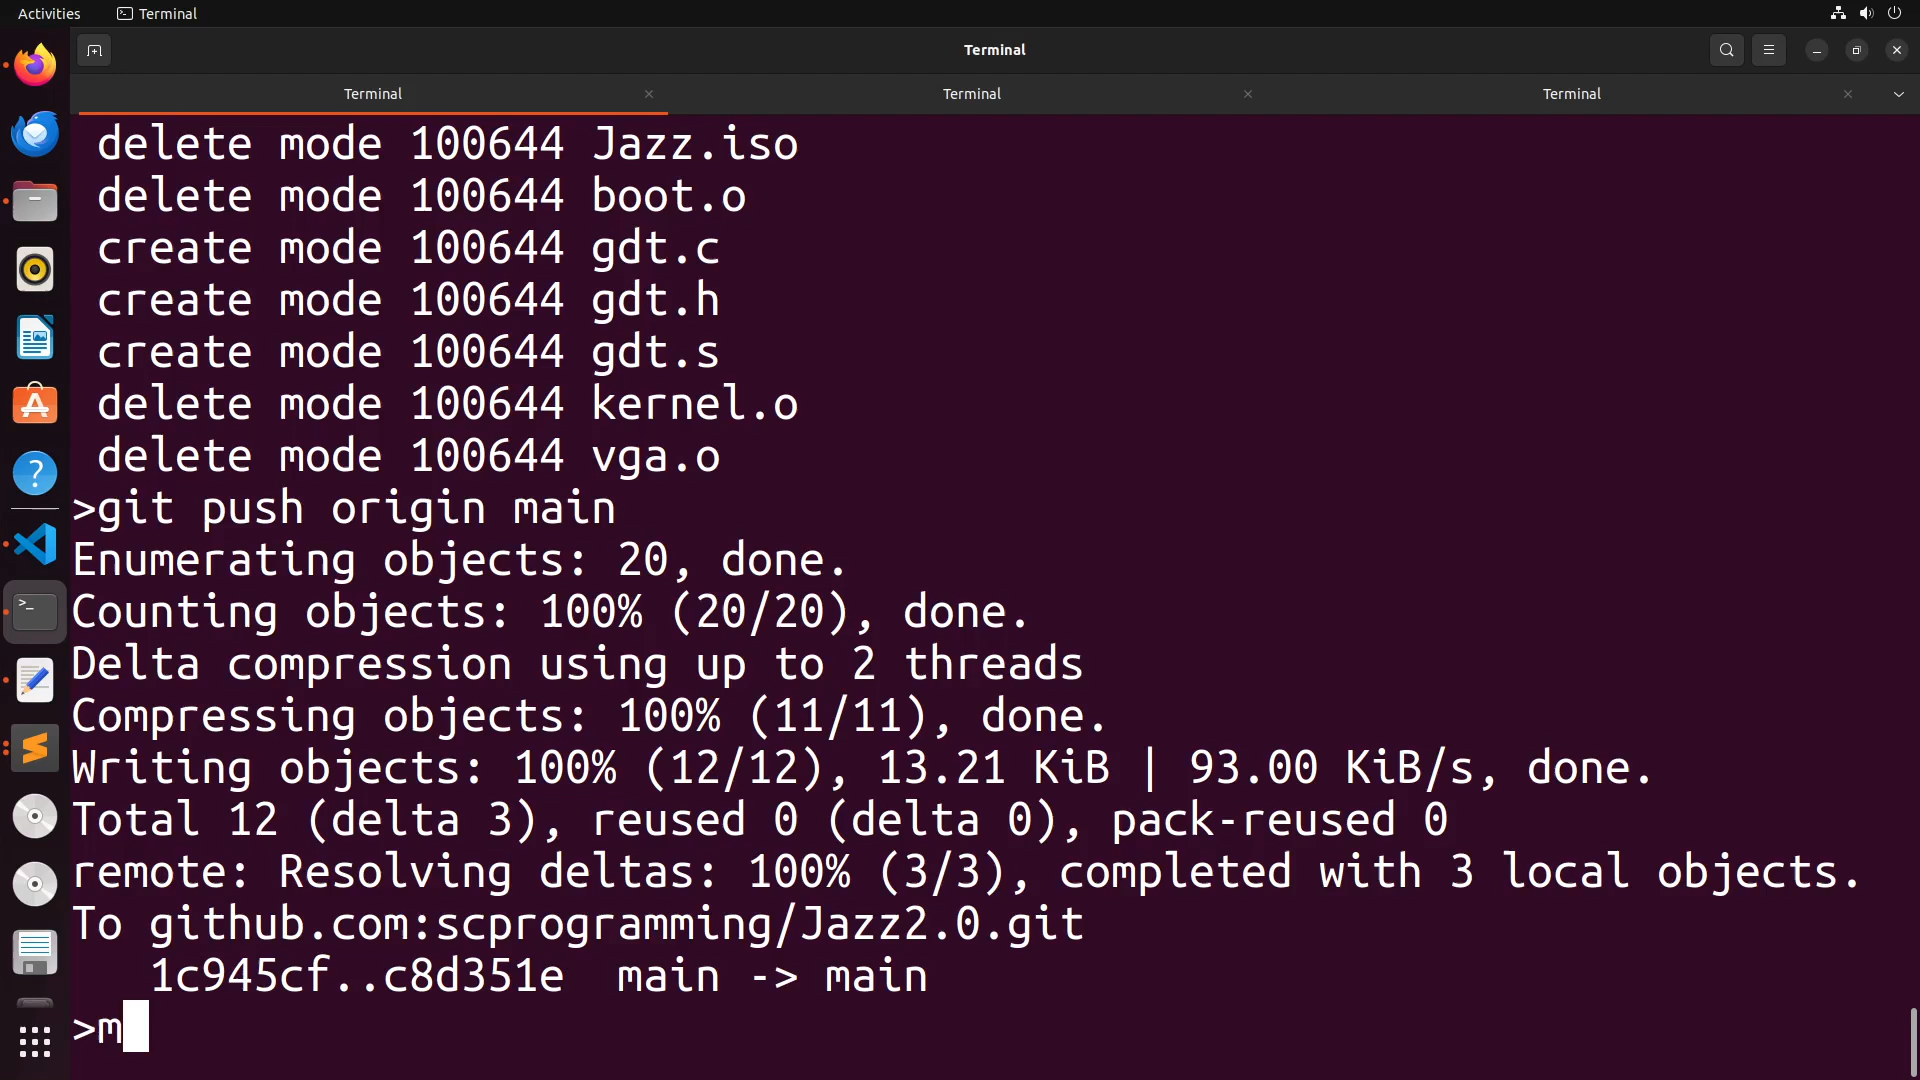 Activities
Terminal
Terminal
Terminal
Terminal
Terminal
delete mode 100644 Jazz.iso
delete mode 100644 boot.o
create mode 100644 gdt.c
create mode 100644 gdt.h
create mode 100644 gdt.s
delete mode 100644 kernel.o
delete mode 100644 vga.o
>git push origin main
Enumerating objects: 20, done.
Counting objects: 100% (20/20), done.
Delta compression using up to 2 threads
Compressing objects: 100% (11/11), done.
Writing objects: 100% (12/12), 13.21 KiB | 93.00 KiB/s, done.
Total 12 (delta 3), reused 0 (delta 0), pack-reused 0
remote: Resolving deltas: 100% (3/3), completed with 3 local objects.
To github.com:scprogramming/Jazz2.0.git
1c945cf..c8d351e  main -> main
>m